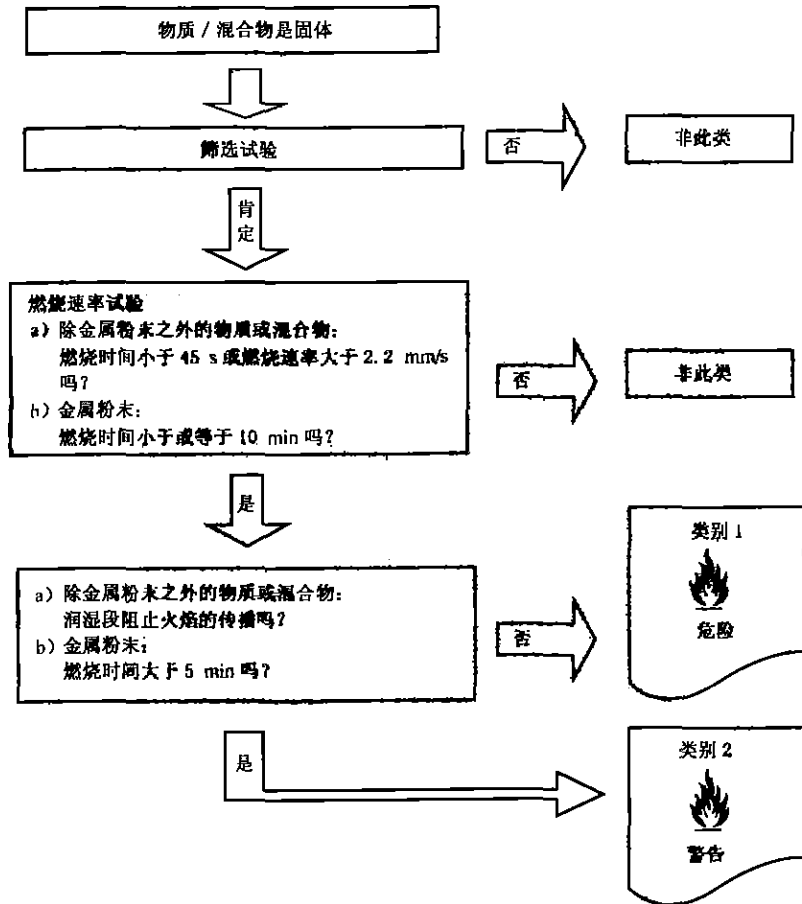 物质/混合物是固体
筛选试验
否
非此类
肯
定
燃烧速率试验
a) 除金属粉末之外的物质或混合物:
燃烧时间小于 45 s 或燃烧速率大于 2.2 mm/s
吗?
b) 金属粉末:
燃烧时间小于或等于 10 min 吗?
否
非此类
是
a) 除金属粉末之外的物质或混合物:
润湿段阻止火焰的传播吗?
b) 金属粉末:
燃烧时间大于 5 min 吗?
否
类别 1
危险
是
类别 2
警告